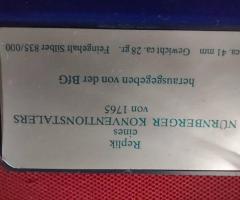 Replik
eines
NÜRNBERGER KONVENTIONSTALERS
von 1765
herausgegeben von der BfG
ca. 41 mm Gewicht ca. 28 gr. Feingehalt Silber 835/000